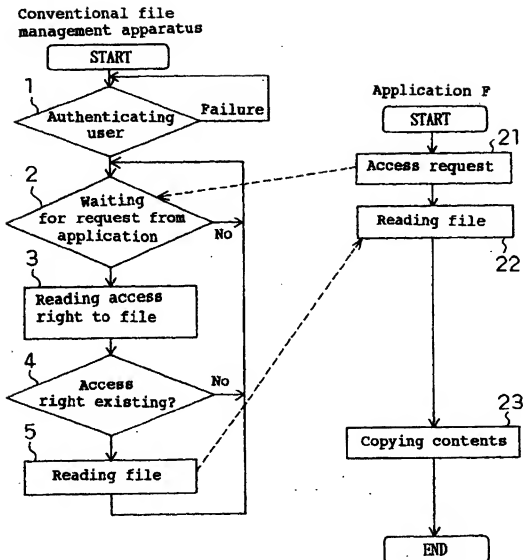 Conventional file
management apparatus
START
1
Authenticating
user
Failure
2
Waiting
for request from
application
No
3
Reading access
right to file
4
Access
right existing?
No
5
Reading file
Application F
START
21
Access request
Reading file
22
23
Copying contents
END